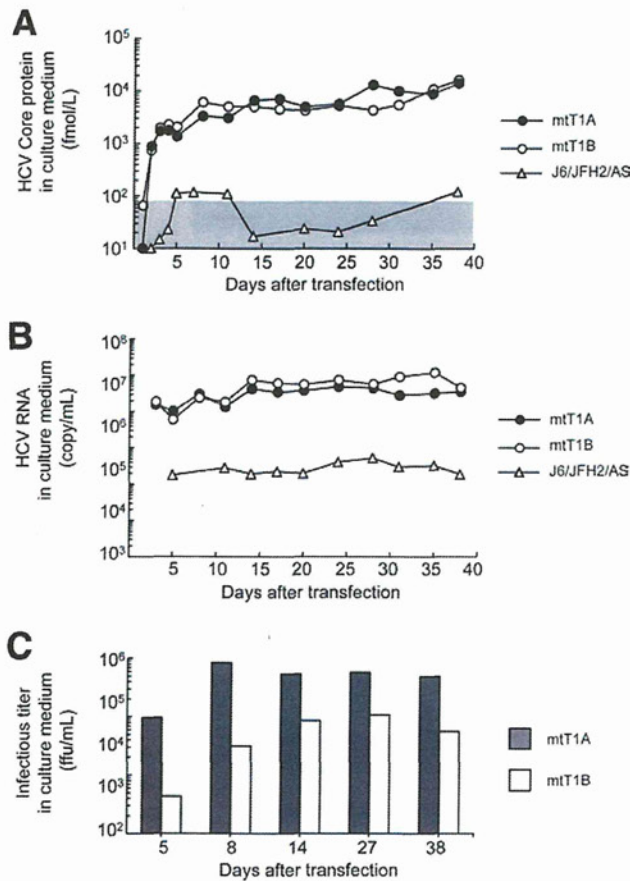 A
HCV Core protein
in culture medium
(fmol/L)
10^5
10^4
10^3
10^2
10^1
0 5 10 15 20 25 30 35 40
Days after transfection
mtT1A
mtT1B
J6/JFH2/AS
B
HCV RNA
in culture medium
(copy/mL)
10^8
10^7
10^6
10^5
10^4
10^3
5 10 15 20 25 30 35 40
Days after transfection
mtT1A
mtT1B
J6/JFH2/AS
C
Infectious titer
in culture medium
(ffu/mL)
10^6
10^5
10^4
10^3
10^2
5 8 14 27 38
Days after transfection
mtT1A
mtT1B